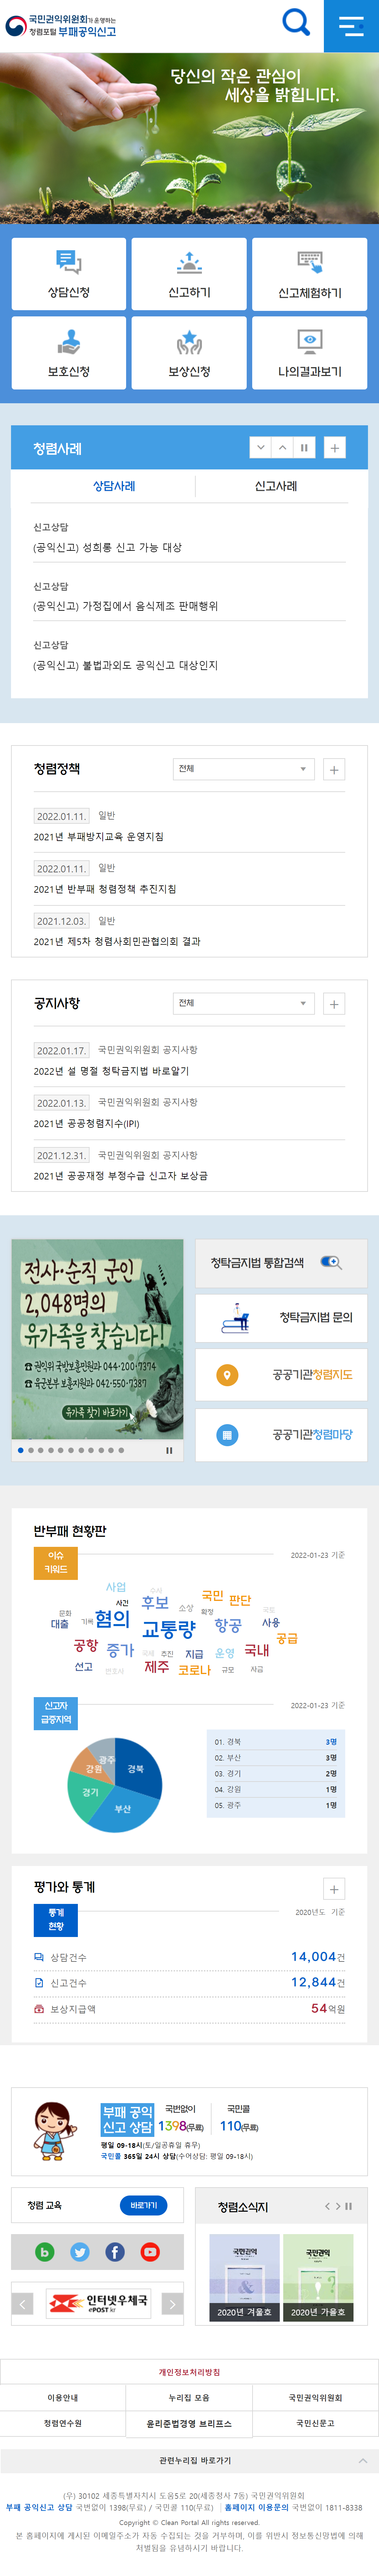 국민권익위원회가 운영하는
청렴포털 부패공익신고
당신의 작은 관심이
세상을 밝힙니다.
상담신청
신고하기
신고체험하기
보호신청
보상신청
나의결과보기
청렴사례
상담사례
신고사례
신고상담
(공익신고) 성희롱 신고 가능 대상
신고상담
(공익신고) 가정집에서 음식제조 판매행위
신고상담
(공익신고) 불법과외도 공익신고 대상인지
청렴정책
전체
2022.01.11. 일반
2021년 부패방지교육 운영지침
2022.01.11. 일반
2021년 반부패 청렴정책 추진지침
2021.12.03. 일반
2021년 제5차 청렴사회민관협의회 결과
공지사항
전체
2022.01.17. 국민권익위원회 공지사항
2022년 설 명절 청탁금지법 바로알기
2022.01.13. 국민권익위원회 공지사항
2021년 공공청렴지수(IPI)
2021.12.31. 국민권익위원회 공지사항
2021년 공공재정 부정수급 신고자 보상금
전사·순직 군인
2,048명의
유가족을 찾습니다!
권익위 국방보훈민원과 044-200-7374
육군본부 보훈지원과 042-550-7387
유가족 찾기 바로가기
청탁금지법 통합검색
청탁금지법 문의
공공기관청렴지도
공공기관청렴마당
반부패 현황판
이슈
키워드
2022-01-23 기준
사업
수사
국민
판단
사건
후보
소상
확정
국토
문화
대출
기록
혐의
교통량
항공
사용
공급
공항
증가
국세
추진
지급
운영
국내
선고
변호사
제주
코로나
규모
자금
신고자
급증지역
2022-01-23 기준
광주
강원
경북
경기
부산
01. 경북 3명
02. 부산 3명
03. 경기 2명
04. 강원 1명
05. 광주 1명
평가와 통계
통계
현황
2020년도 기준
상담건수 14,004건
신고건수 12,844건
보상지급액 54억원
부패 공익
신고 상담
국번없이
1398(무료)
국민콜
110(무료)
평일 09-18시(토/일공휴일 휴무)
국민콜 365일 24시 상담(수어상담: 평일 09-18시)
청렴 교육
바로가기
청렴소식지
국민권익
2020년 겨울호
국민권익
2020년 가을호
인터넷우체국
ePOST kr
개인정보처리방침
이용안내
누리집 모음
국민권익위원회
청렴연수원
윤리준법경영 브리프스
국민신문고
관련누리집 바로가기
(우) 30102 세종특별자치시 도움5로 20(세종청사 7동) 국민권익위원회
부패 공익신고 상담 국번없이 1398(무료) / 국민콜 110(무료) | 홈페이지 이용문의 국번없이 1811-8338
Copyright © Clean Portal All rights reserved.
본 홈페이지에 게시된 이메일주소가 자동 수집되는 것을 거부하며, 이를 위반시 정보통신망법에 의해
처벌됨을 유념하시기 바랍니다.